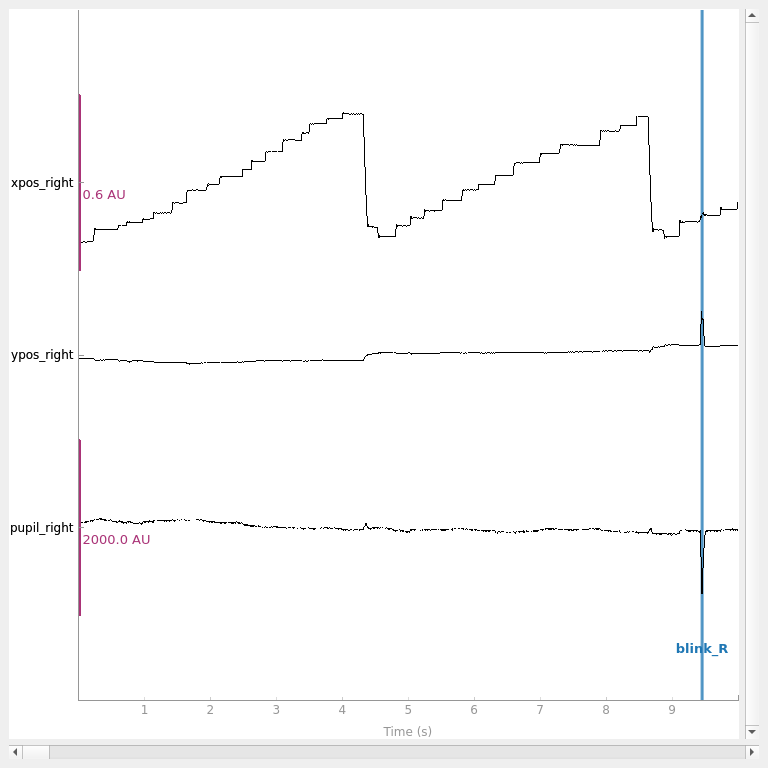 xpos_right
0.6 AU
ypos_right
pupil_right
2000.0 AU
blink_R
1 2 3 4 5 6 7 8 9
Time (s)